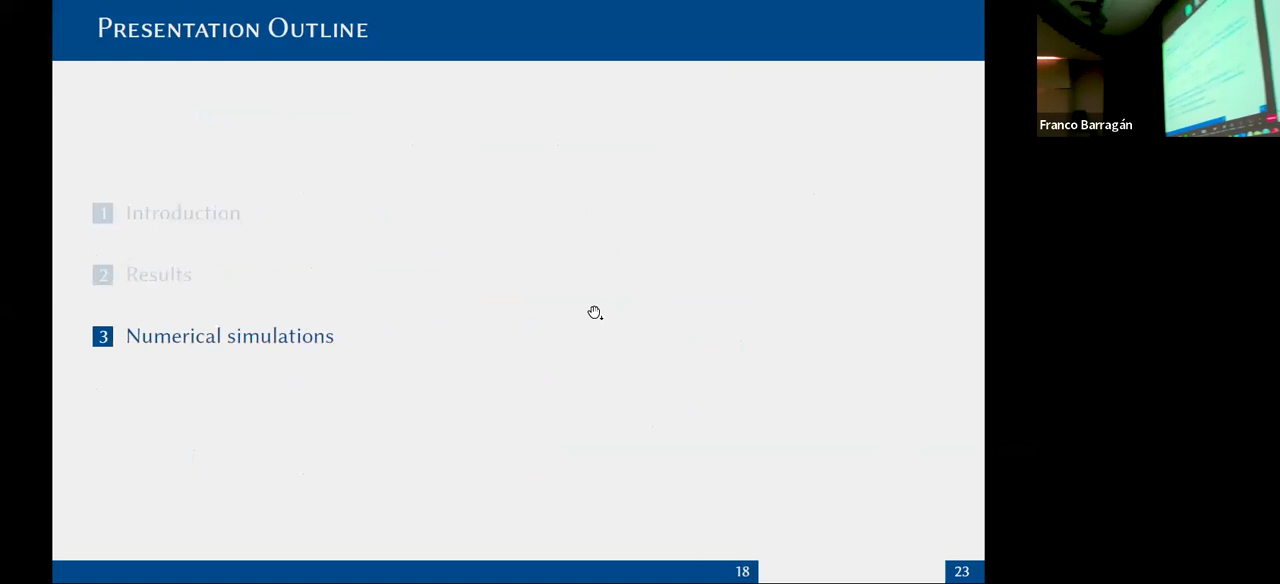 Presentation Outline
Franco Barragán
1 Introduction
2 Results
3 Numerical simulations
18 23